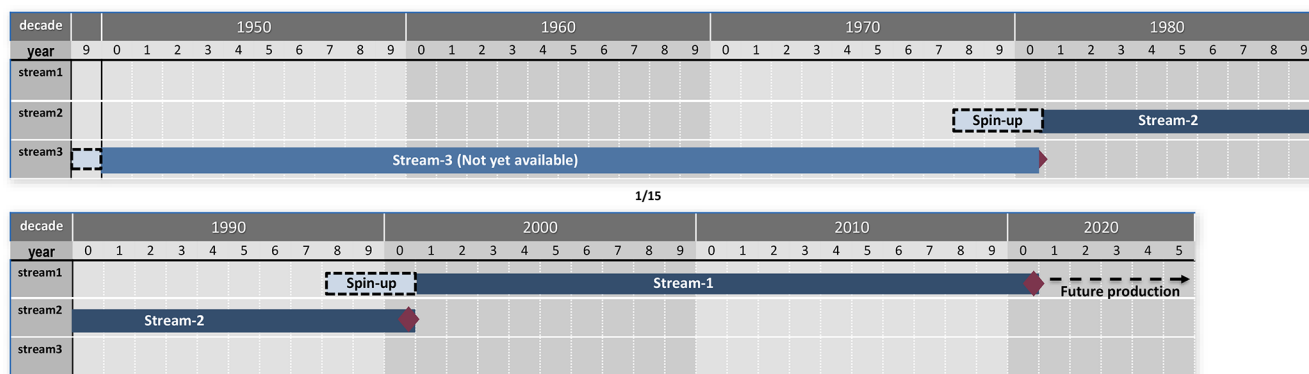 decade 1950 1960 1970 1980
year 9 0 1 2 3 4 5 6 7 8 9 0 1 2 3 4 5 6 7 8 9 0 1 2 3 4 5 6 7 8 9 0 1 2 3 4 5 6 7 8 9
stream1
stream2 Spin-up Stream-2
stream3 Stream-3 (Not yet available)
1/15
decade 1990 2000 2010 2020
year 0 1 2 3 4 5 6 7 8 9 0 1 2 3 4 5 6 7 8 9 0 1 2 3 4 5 6 7 8 9 0 1 2 3 4 5
stream1 Spin-up Stream-1
Future production
stream2 Stream-2
stream3